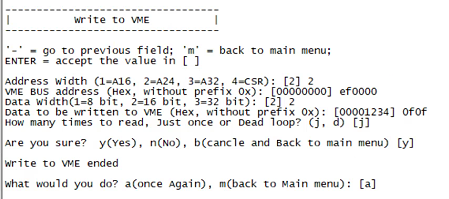 ---------------------------------
|          Write to VME          |
---------------------------------
'-' = go to previous field;  'm' = back to main menu;
ENTER = accept the value in [ ]
Address Width (1=A16, 2=A24, 3=A32, 4=CSR): [2] 2
VME BUS address (Hex, without prefix 0x): [00000000] ef0000
Data Width(1=8 bit, 2=16 bit, 3=32 bit): [2] 2
Data to be written to VME (Hex, without prefix 0x): [00001234] 0f0f
How many times to read, Just once or Dead loop? (j, d) [j]
Are you sure?  y(Yes), n(No), b(cancle and Back to main menu) [y]
Write to VME ended
What would you do? a(once Again), m(back to Main menu): [a]